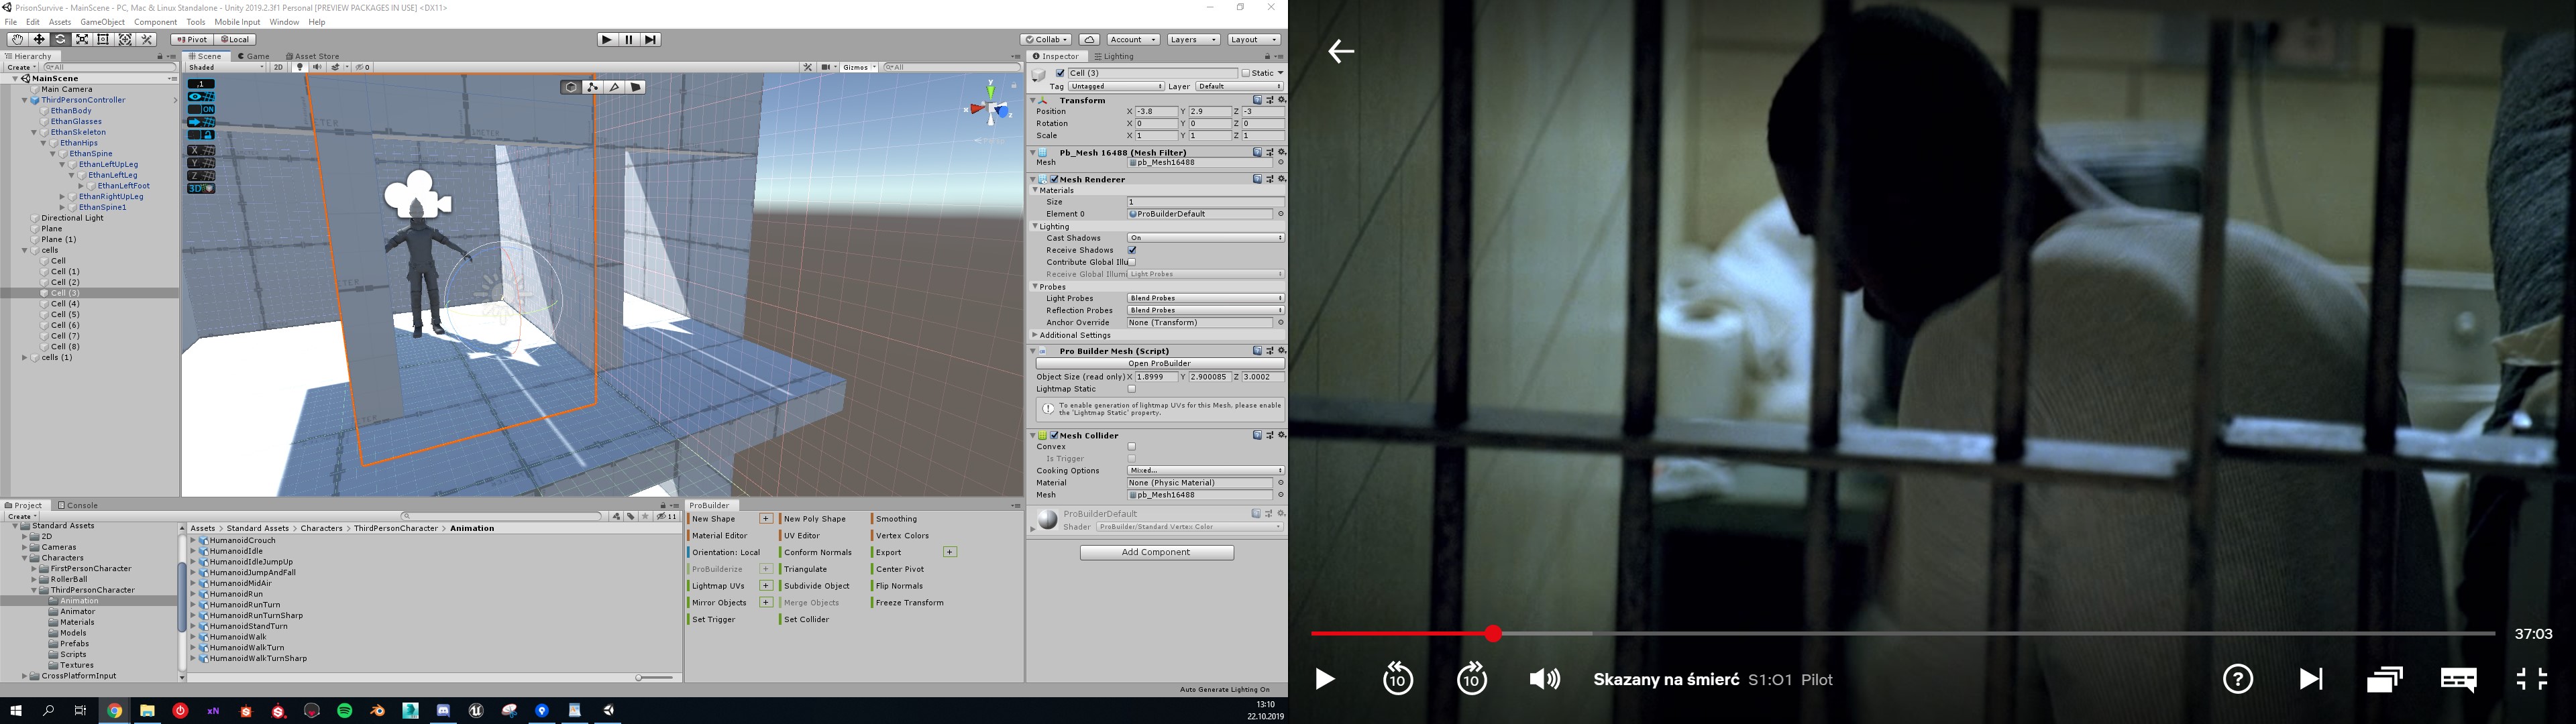 PrisonSurvive - MainScene - PC, Mac & Linux Standalone - Unity 2019.2.3f1 Personal [PREVIEW PACKAGES IN USE] <DX11>
File Edit Assets GameObject Component Tools Mobile Input Window Help
Pivot Local Collab Account Layers Layout
Hierarchy
Create All
MainScene
Main Camera
ThirdPersonController
EthanBody
EthanGlasses
EthanSkeleton
EthanHips
EthanSpine
EthanLeftUpLeg
EthanLeftLeg
EthanLeftFoot
EthanRightUpLeg
EthanSpine1
Directional Light
Plane
Plane (1)
cells
Cell
Cell (1)
Cell (2)
Cell (3)
Cell (4)
Cell (5)
Cell (6)
Cell (7)
Cell (8)
cells (1)
Scene Game Asset Store
Shaded 2D 0 Gizmos All
1
ON
X
Y
Z
3D
y
x
z
Inspector Lighting
Cell (3) Static
Tag Untagged Layer Default
Transform
Position X -3.8 Y 2.9 Z -3
Rotation X 0 Y 0 Z 0
Scale X 1 Y 1 Z 1
Pb_Mesh 16488 (Mesh Filter)
Mesh pb_Mesh16488
Mesh Renderer
Materials
Size 1
Element 0 ProBuilderDefault
Lighting
Cast Shadows On
Receive Shadows
Contribute Global Illu
Receive Global Illumi Light Probes
Probes
Light Probes Blend Probes
Reflection Probes Blend Probes
Anchor Override None (Transform)
Additional Settings
Pro Builder Mesh (Script)
Open ProBuilder
Object Size (read only) X 1.8999 Y 2.900085 Z 3.0002
Lightmap Static
To enable generation of lightmap UVs for this Mesh, please enable
the 'Lightmap Static' property.
Mesh Collider
Convex
Is Trigger
Cooking Options Mixed...
Material None (Physic Material)
Mesh pb_Mesh16488
ProBuilderDefault
Shader ProBuilder/Standard Vertex Color
Add Component
Project Console
Create 11
Standard Assets
2D
Cameras
Characters
FirstPersonCharacter
RollerBall
ThirdPersonCharacter
Animation
Animator
Materials
Models
Prefabs
Scripts
Textures
CrossPlatformInput
Assets > Standard Assets > Characters > ThirdPersonCharacter > Animation
HumanoidCrouch
HumanoidIdle
HumanoidIdleJumpUp
HumanoidJumpAndFall
HumanoidMidAir
HumanoidRun
HumanoidRunTurn
HumanoidRunTurnSharp
HumanoidStandTurn
HumanoidWalk
HumanoidWalkTurn
HumanoidWalkTurnSharp
ProBuilder
New Shape + New Poly Shape Smoothing
Material Editor UV Editor Vertex Colors
Orientation: Local Conform Normals Export +
ProBuilderize + Triangulate Center Pivot
Lightmap UVs + Subdivide Object Flip Normals
Mirror Objects + Merge Objects Freeze Transform
Set Trigger Set Collider
Auto Generate Lighting On
xN
13:10
22.10.2019
37:03
10 10 Skazany na śmierć S1:O1 Pilot ?